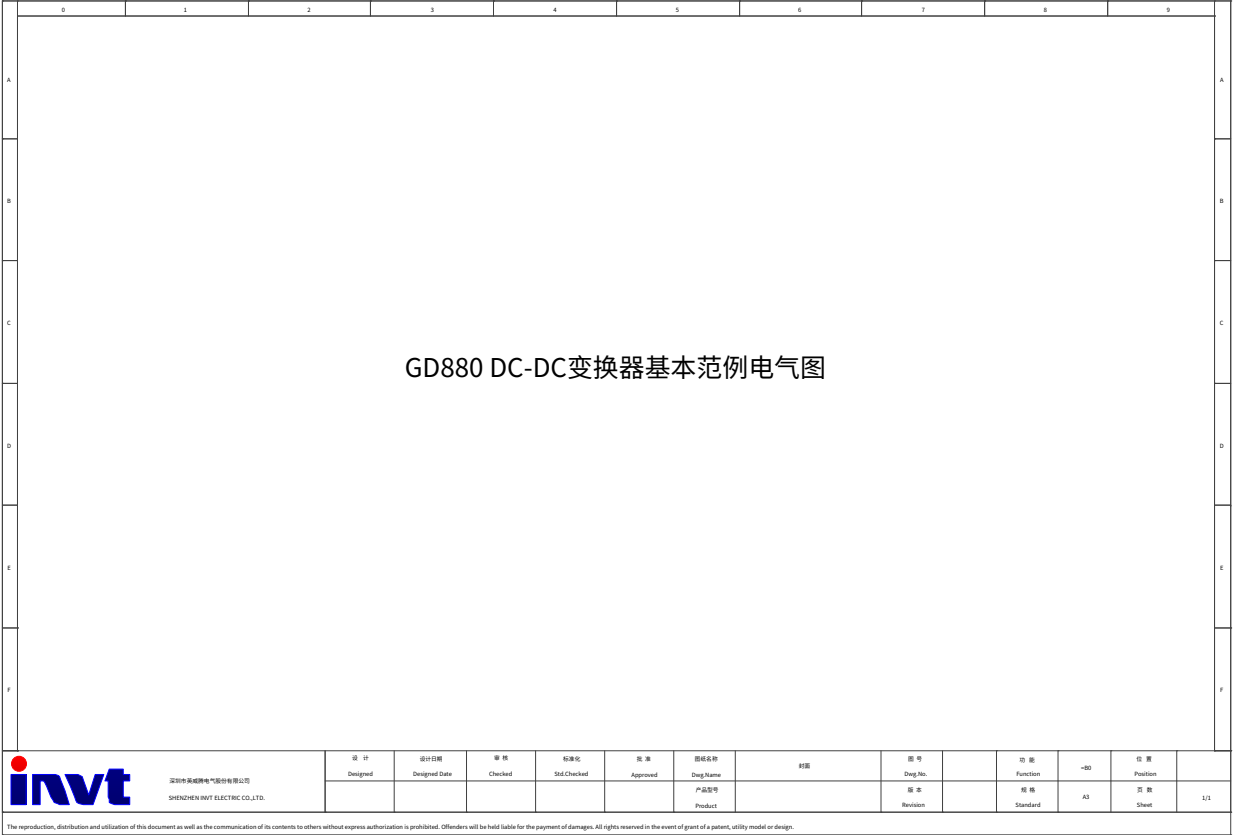 0 1 2 3 4 5 6 7 8 9
A A
B B
C C
GD880 DC-DC变换器基本范例电气图
D D
E E
F F
invt
深圳市英威腾电气股份有限公司
SHENZHEN INVT ELECTRIC CO.,LTD.
设 计 设计日期 审 核 标准化 批 准 图纸名称 封面 图 号 功 能 =B0 位 置
Designed Designed Date Checked Std.Checked Approved Dwg.Name Dwg.No. Function Position
产品型号 版 本 规 格 A3 页 数 1/1
Product Revision Standard Sheet
The reproduction, distribution and utilization of this document as well as the communication of its contents to others without express authorization is prohibited. Offenders will be held liable for the payment of damages. All rights reserved in the event of grant of a patent, utility model or design.